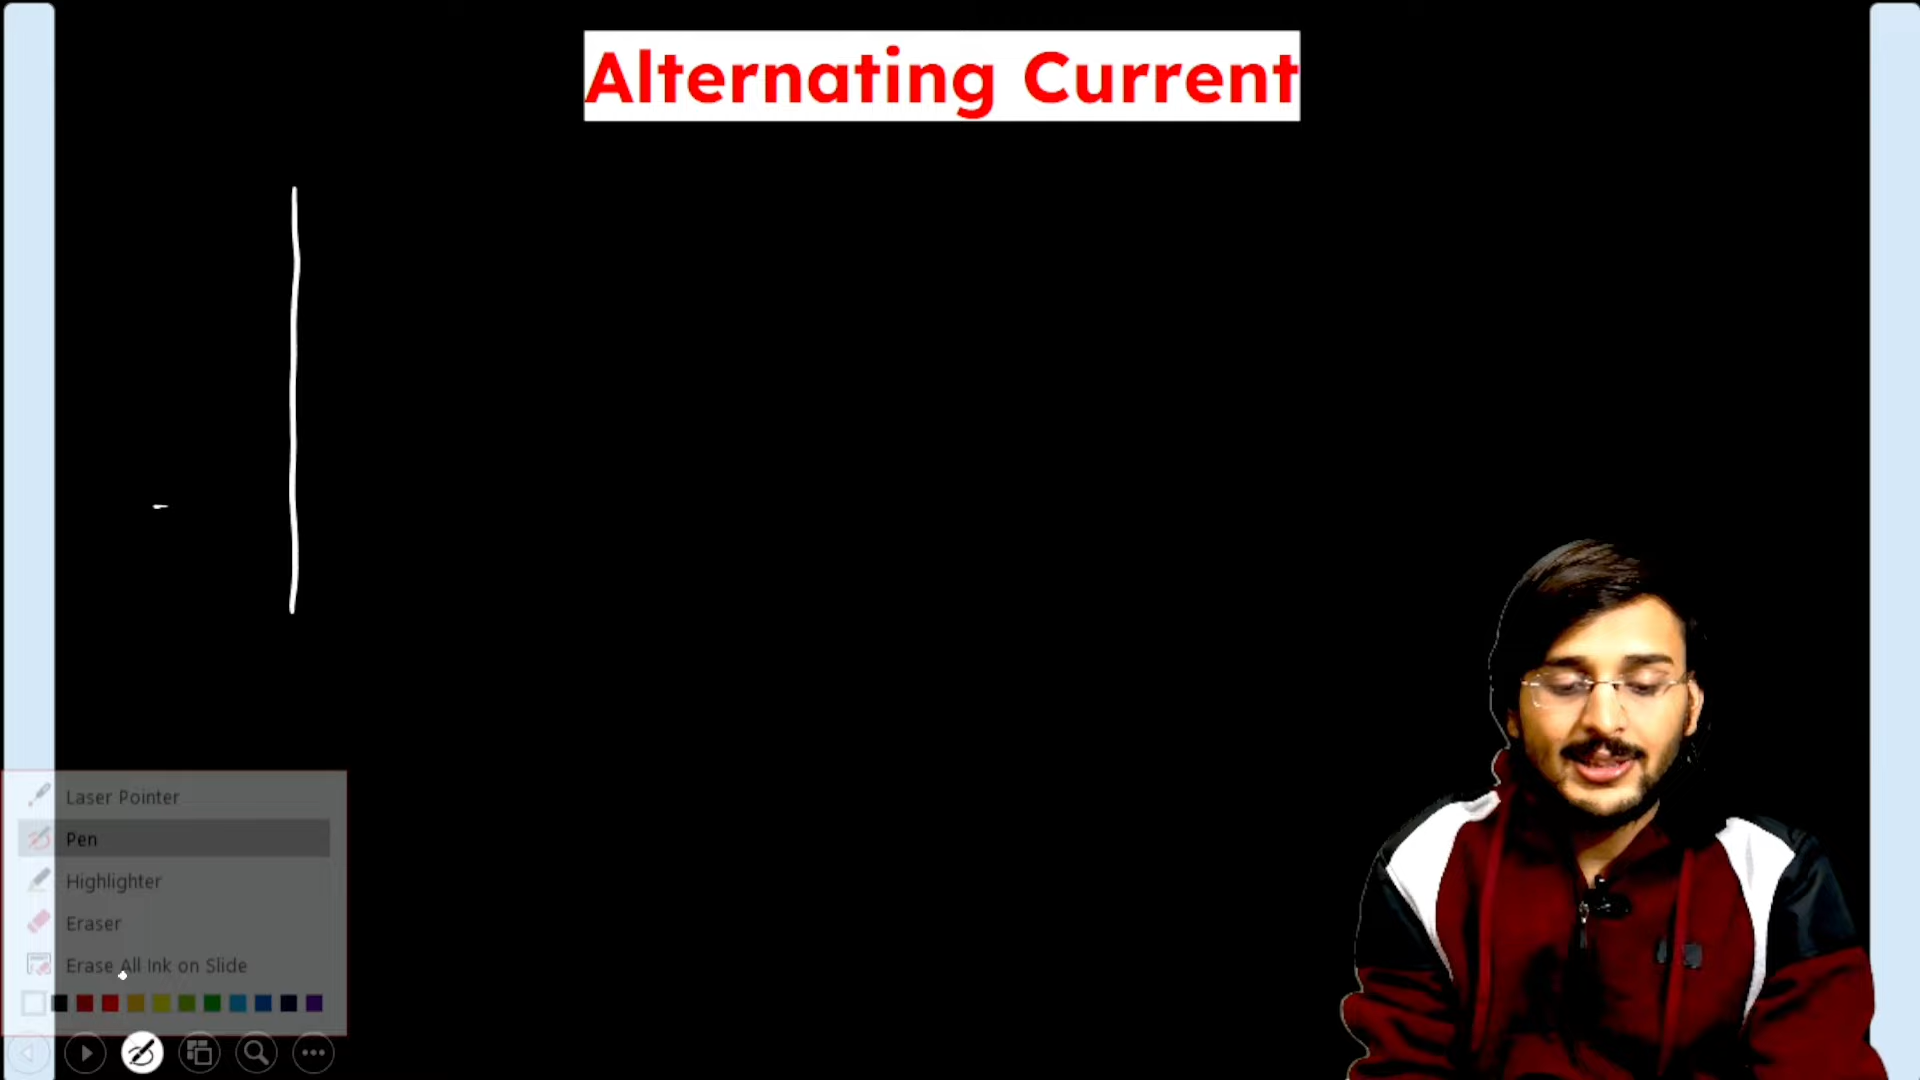 Alternating Current
Laser Pointer
Pen
Highlighter
Eraser
Erase All Ink on Slide